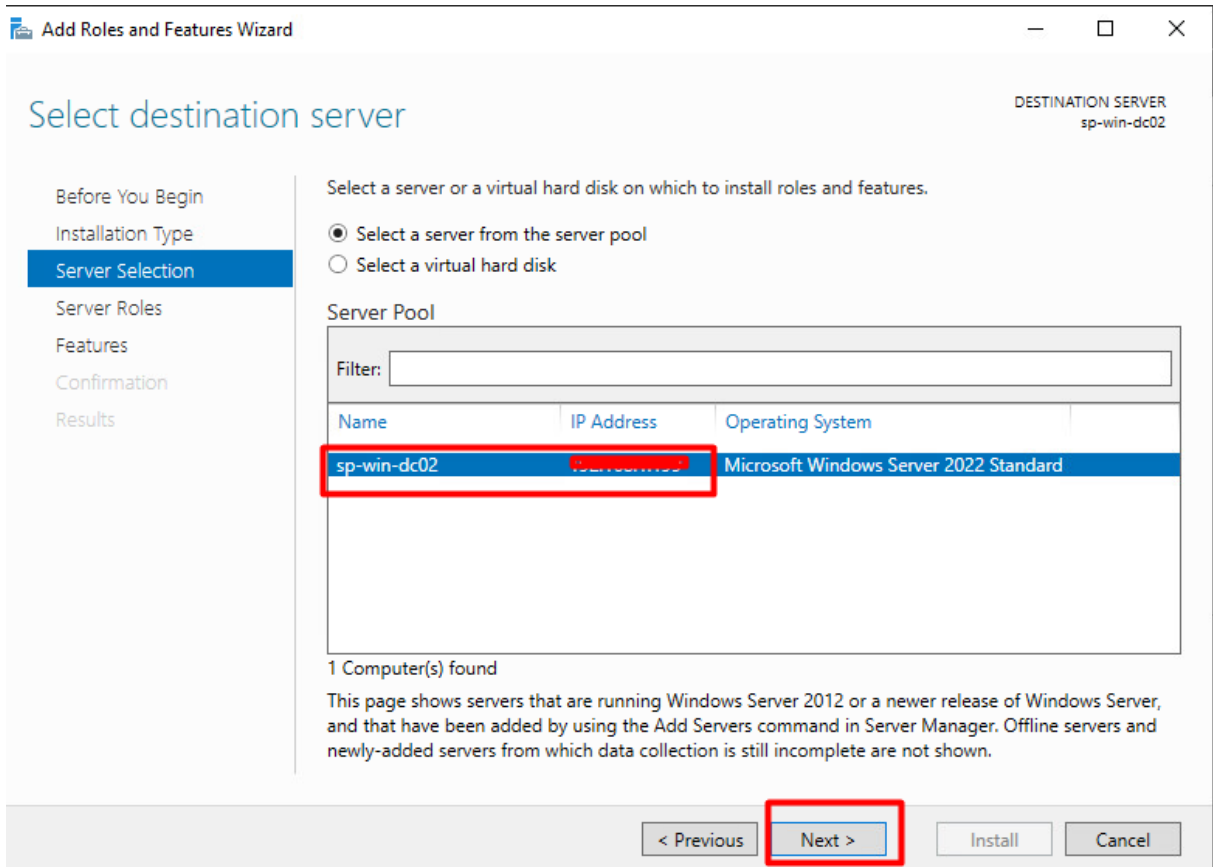 Add Roles and Features Wizard
Select destination server
DESTINATION SERVER
sp-win-dc02
Before You Begin
Installation Type
Server Selection
Server Roles
Features
Confirmation
Results
Select a server or a virtual hard disk on which to install roles and features.
Select a server from the server pool
Select a virtual hard disk
Server Pool
Filter:
Name IP Address Operating System
sp-win-dc02 Microsoft Windows Server 2022 Standard
1 Computer(s) found
This page shows servers that are running Windows Server 2012 or a newer release of Windows Server,
and that have been added by using the Add Servers command in Server Manager. Offline servers and
newly-added servers from which data collection is still incomplete are not shown.
< Previous Next > Install Cancel